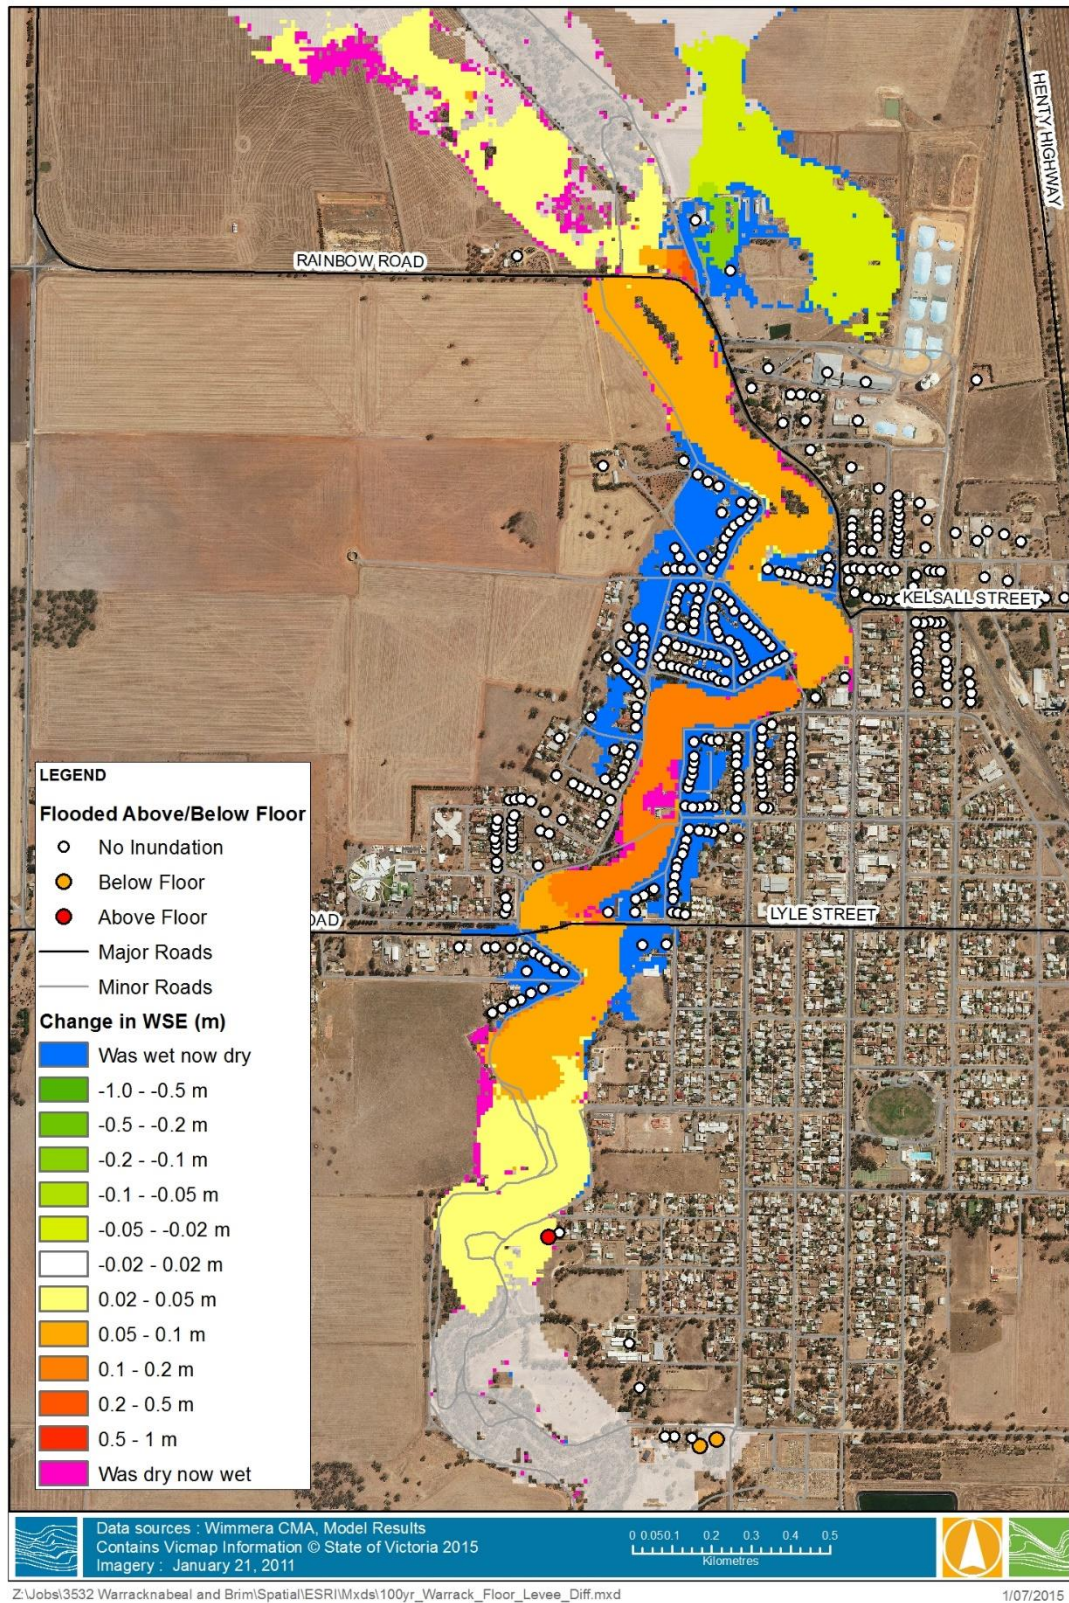 HENTY HIGHWAY
RAINBOW ROAD
KELSALL STREET
LYLE STREET
OAD
LEGEND
Flooded Above/Below Floor
No Inundation
Below Floor
Above Floor
Major Roads
Minor Roads
Change in WSE (m)
Was wet now dry
-1.0 - -0.5 m
-0.5 - -0.2 m
-0.2 - -0.1 m
-0.1 - -0.05 m
-0.05 - -0.02 m
-0.02 - 0.02 m
0.02 - 0.05 m
0.05 - 0.1 m
0.1 - 0.2 m
0.2 - 0.5 m
0.5 - 1 m
Was dry now wet
Data sources : Wimmera CMA, Model Results
Contains Vicmap Information © State of Victoria 2015
Imagery : January 21, 2011
0 0.050.1 0.2 0.3 0.4 0.5
Kilometres
Z:\Jobs\3532 Warracknabeal and Brim\Spatial\ESRI\Mxds\100yr_Warrack_Floor_Levee_Diff.mxd
1/07/2015